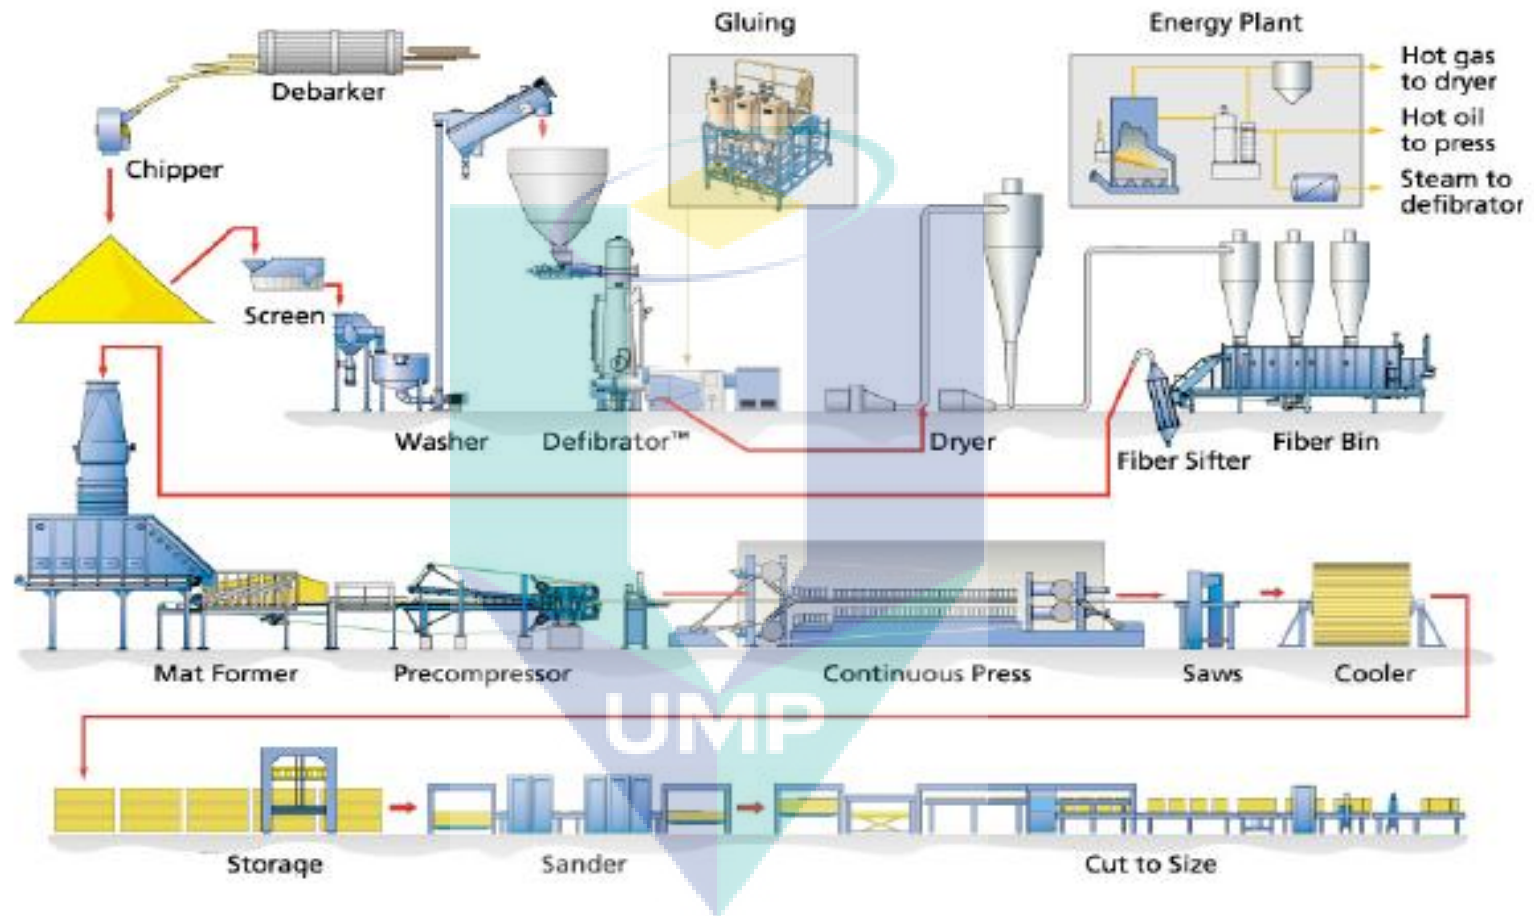 Gluing
Energy Plant
Hot gas
to dryer
Debarker
Hot oil
to press
Chipper
Steam to
defibrator
Screen
Washer
Defibrator™
Dryer
Fiber Sifter
Fiber Bin
Mat Former
Precompressor
Continuous Press
Saws
Cooler
UMP
Storage
Sander
Cut to Size